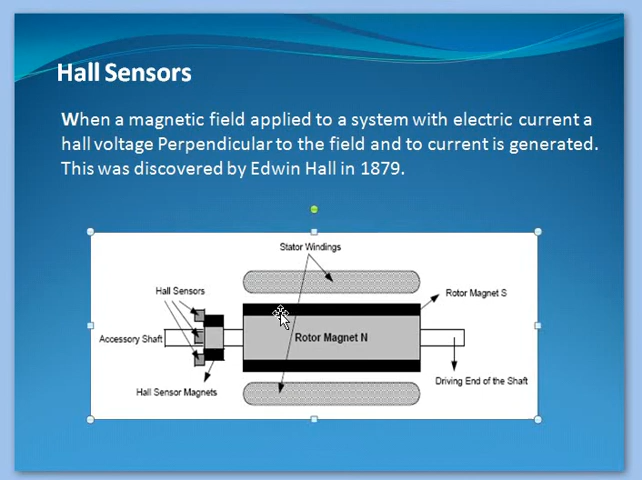 Hall Sensors
When a magnetic field applied to a system with electric current a
hall voltage Perpendicular to the field and to current is generated.
This was discovered by Edwin Hall in 1879.
Stator Windings
Hall Sensors
Rotor Magnet S
Accessory Shaft
Rotor Magnet N
Driving End of the Shaft
Hall Sensor Magnets